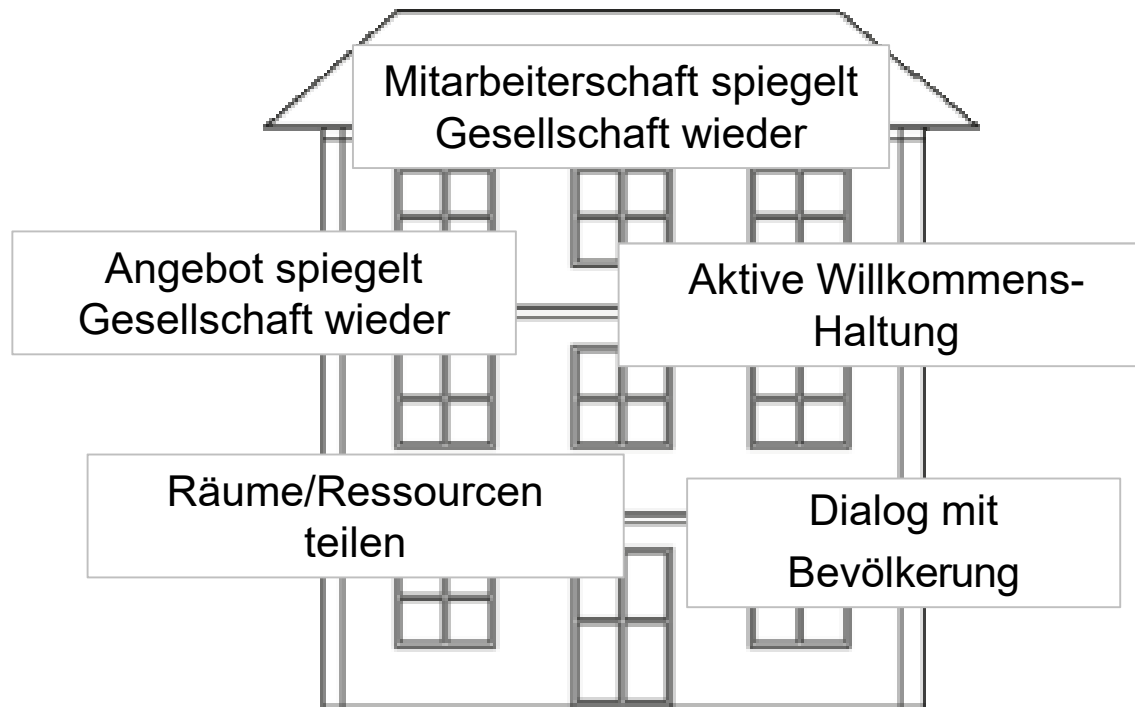 Mitarbeiterschaft spiegelt
Gesellschaft wieder
Angebot spiegelt
Gesellschaft wieder
Aktive Willkommens-
Haltung
Räume/Ressourcen
teilen
Dialog mit
Bevölkerung